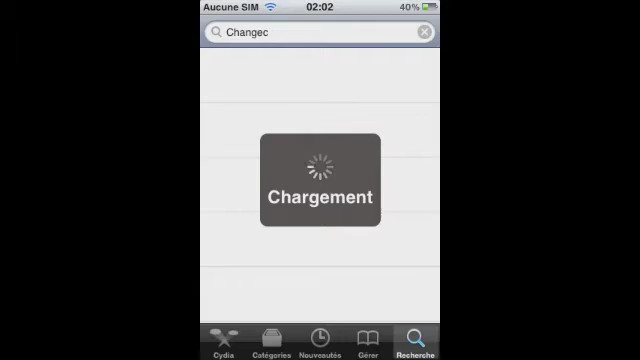 Aucune SIM 02:02 40%
Changec
Chargement
Cydia Catégories Nouveautés Gérer Recherche